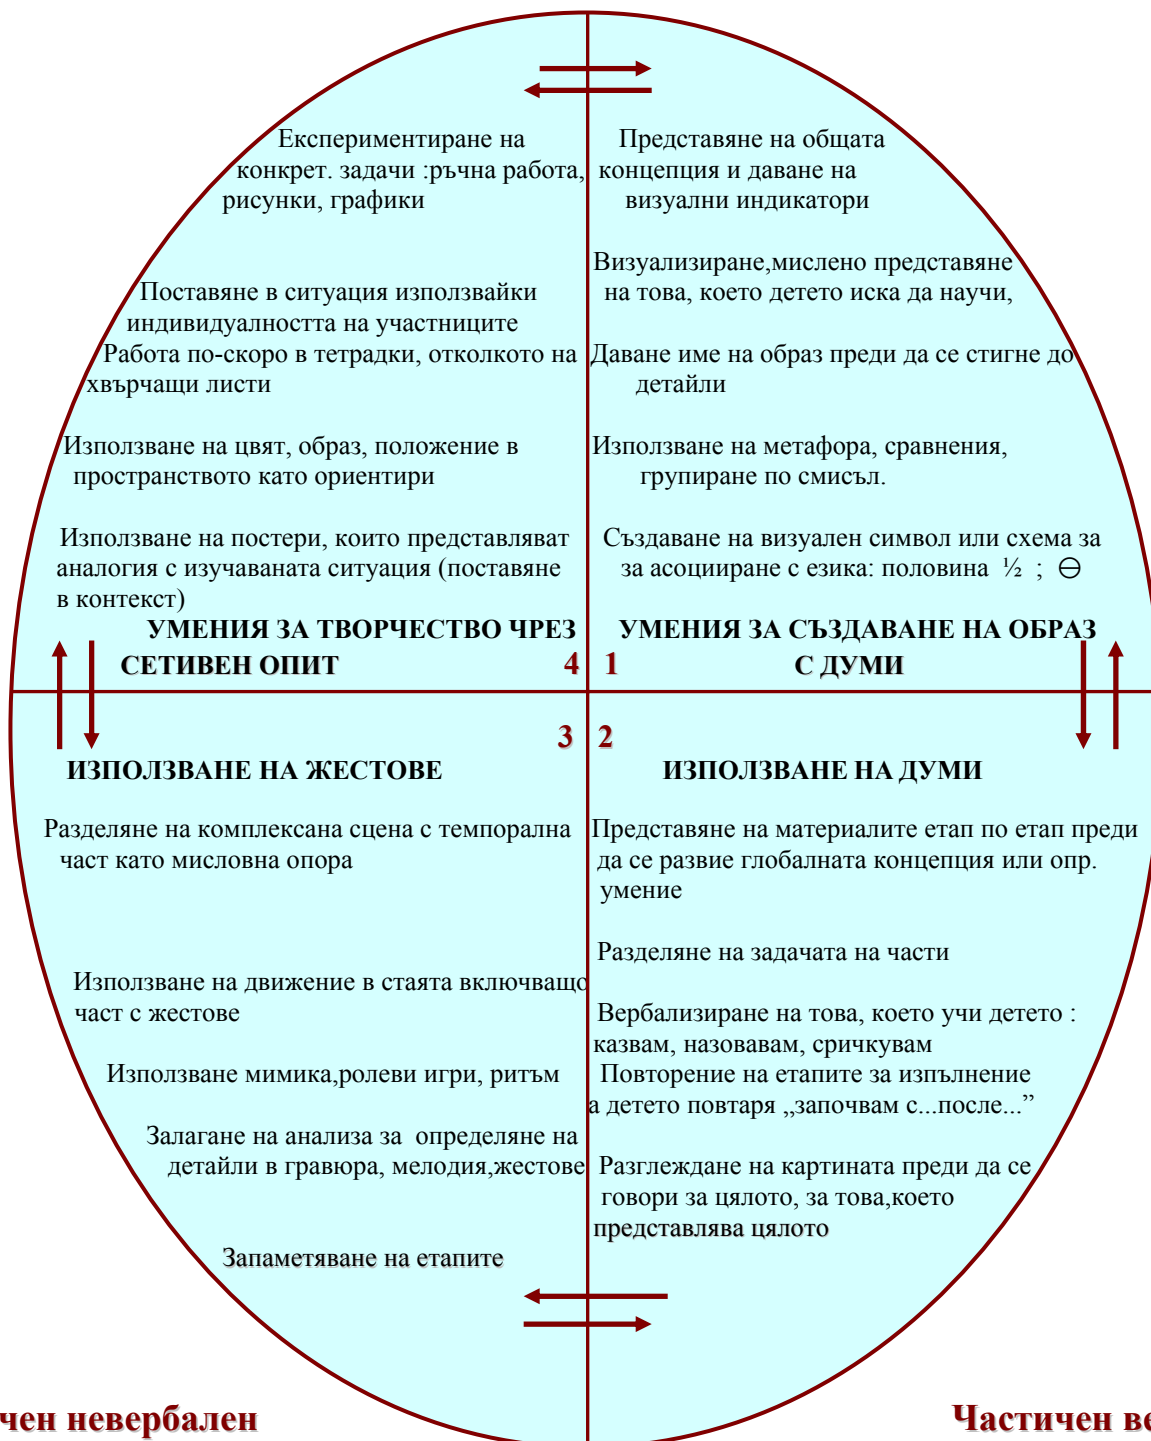 Експериментиране на
конкрет. задачи :ръчна работа,
рисунки, графики
Поставяне в ситуация използвайки
индивидуалността на участниците
Работа по-скоро в тетрадки, отколкото на
хвърчащи листи
Използване на цвят, образ, положение в
пространството като ориентири
Използване на постери, които представляват
аналогия с изучаваната ситуация (поставяне
в контекст)
УМЕНИЯ ЗА ТВОРЧЕСТВО ЧРЕЗ
СЕТИВЕН ОПИТ 4
Представяне на общата
концепция и даване на
визуални индикатори
Визуализиране,мислено представяне
на това, което детето иска да научи,
Даване име на образ преди да се стигне до
детайли
Използване на метафора, сравнения,
групиране по смисъл.
Създаване на визуален символ или схема за
за асоцииране с езика: половина ½ ; ⊖
УМЕНИЯ ЗА СЪЗДАВАНЕ НА ОБРАЗ
1 С ДУМИ
3
ИЗПОЛЗВАНЕ НА ЖЕСТОВЕ
Разделяне на комплексана сцена с темпорална
част като мисловна опора
Използване на движение в стаята включващо
част с жестове
Използване мимика,ролеви игри, ритъм
Залагане на анализа за определяне на
детайли в гравюра, мелодия,жестове
Запаметяване на етапите
2
ИЗПОЛЗВАНЕ НА ДУМИ
Представяне на материалите етап по етап преди
да се развие глобалната концепция или опр.
умение
Разделяне на задачата на части
Вербализиране на това, което учи детето :
казвам, назовавам, сричкувам
Повторение на етапите за изпълнение
а детето повтаря „започвам с...после...”
Разглеждане на картината преди да се
говори за цялото, за това,което
представлява цялото
чен невербален
Частичен ве